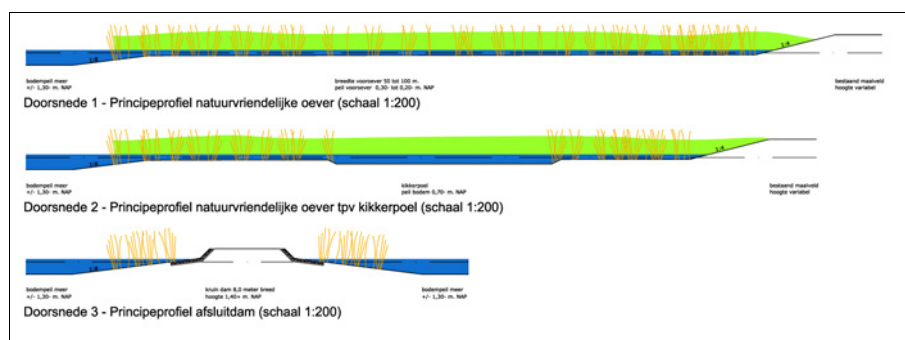 1:8
1:4
bodempeil meer
+/- 1,30- m. NAP
breedte vooroever 50 tot 100 m.
peil vooroever 0,30- tot 0,20- m. NAP
bestaand maaiveld
hoogte variabel
Doorsnede 1 - Principeprofiel natuurvriendelijke oever (schaal 1:200)
1:8
1:4
bodempeil meer
+/- 1,30- m. NAP
kikkerpoel
peil bodem 0,70- m. NAP
bestaand maaiveld
hoogte variabel
Doorsnede 2 - Principeprofiel natuurvriendelijke oever tpv kikkerpoel (schaal 1:200)
1:8
bodempeil meer
+/- 1,30- m. NAP
kruin dam 8,0 meter breed
hoogte 1,40+ m. NAP
bodempeil meer
+/- 1,30- m. NAP
Doorsnede 3 - Principeprofiel afsluitdam (schaal 1:200)